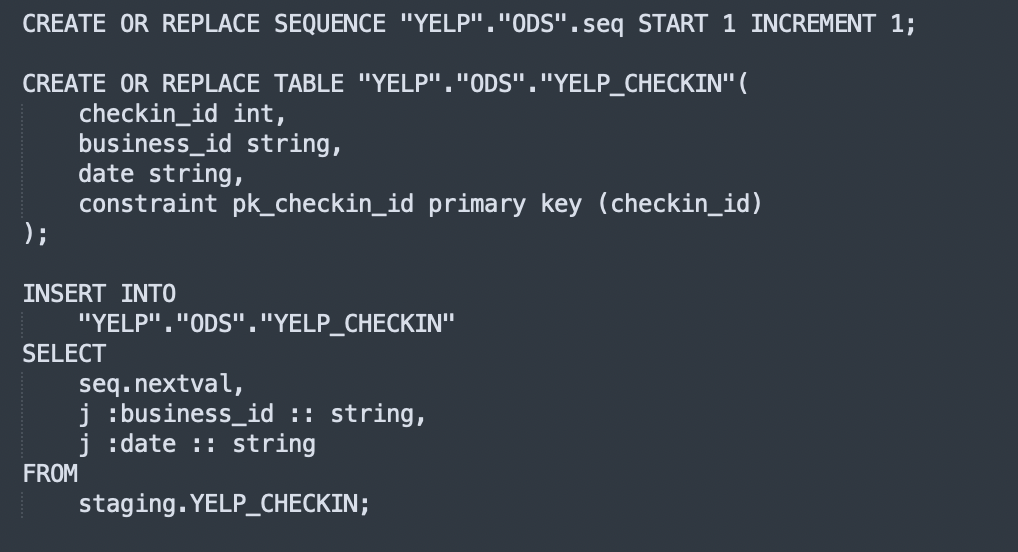 CREATE OR REPLACE SEQUENCE "YELP"."ODS".seq START 1 INCREMENT 1;

CREATE OR REPLACE TABLE "YELP"."ODS"."YELP_CHECKIN"(
    checkin_id int,
    business_id string,
    date string,
    constraint pk_checkin_id primary key (checkin_id)
);

INSERT INTO
    "YELP"."ODS"."YELP_CHECKIN"
SELECT
    seq.nextval,
    j :business_id :: string,
    j :date :: string
FROM
    staging.YELP_CHECKIN;